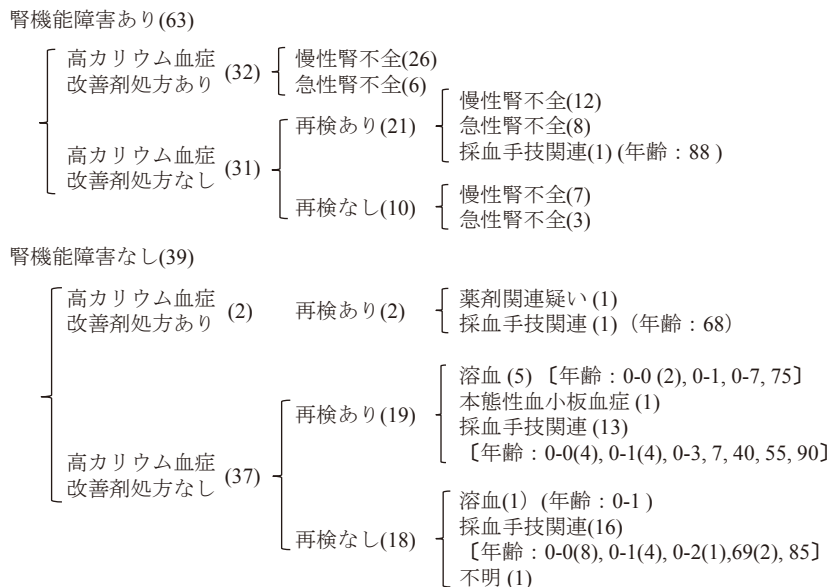 腎機能障害あり(63)
高カリウム血症
改善剤処方あり (32)
慢性腎不全(26)
急性腎不全(6)
高カリウム血症
改善剤処方なし (31)
再検あり(21)
慢性腎不全(12)
急性腎不全(8)
採血手技関連(1) (年齢：88 )
再検なし(10)
慢性腎不全(7)
急性腎不全(3)
腎機能障害なし(39)
高カリウム血症
改善剤処方あり (2)
再検あり(2)
薬剤関連疑い (1)
採血手技関連 (1)（年齢：68）
高カリウム血症
改善剤処方なし (37)
再検あり(19)
溶血 (5) 〔年齢：0-0 (2), 0-1, 0-7, 75〕
本態性血小板血症 (1)
採血手技関連 (13)
〔年齢：0-0(4), 0-1(4), 0-3, 7, 40, 55, 90〕
再検なし(18)
溶血(1）(年齢：0-1 )
採血手技関連(16)
〔年齢：0-0(8), 0-1(4), 0-2(1),69(2), 85〕
不明 (1)